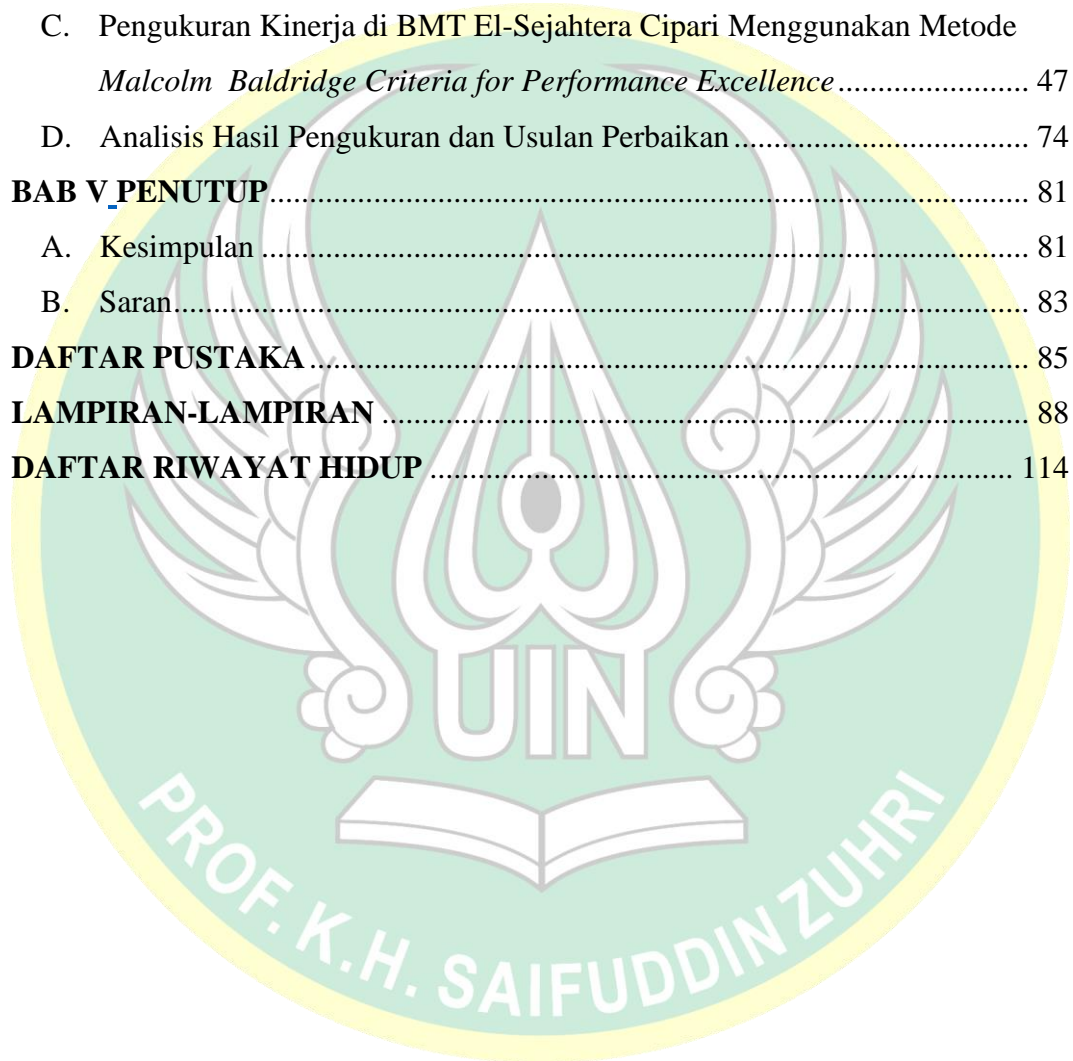 C. Pengukuran Kinerja di BMT El-Sejahtera Cipari Menggunakan Metode
Malcolm Baldridge Criteria for Performance Excellence ........................ 47
D. Analisis Hasil Pengukuran dan Usulan Perbaikan .................................... 74
BAB V PENUTUP ............................................................................................. 81
A. Kesimpulan .............................................................................................. 81
B. Saran ......................................................................................................... 83
DAFTAR PUSTAKA ........................................................................................ 85
LAMPIRAN-LAMPIRAN ................................................................................ 88
DAFTAR RIWAYAT HIDUP ......................................................................... 114
UIN
PROF. K.H. SAIFUDDIN ZUHRI